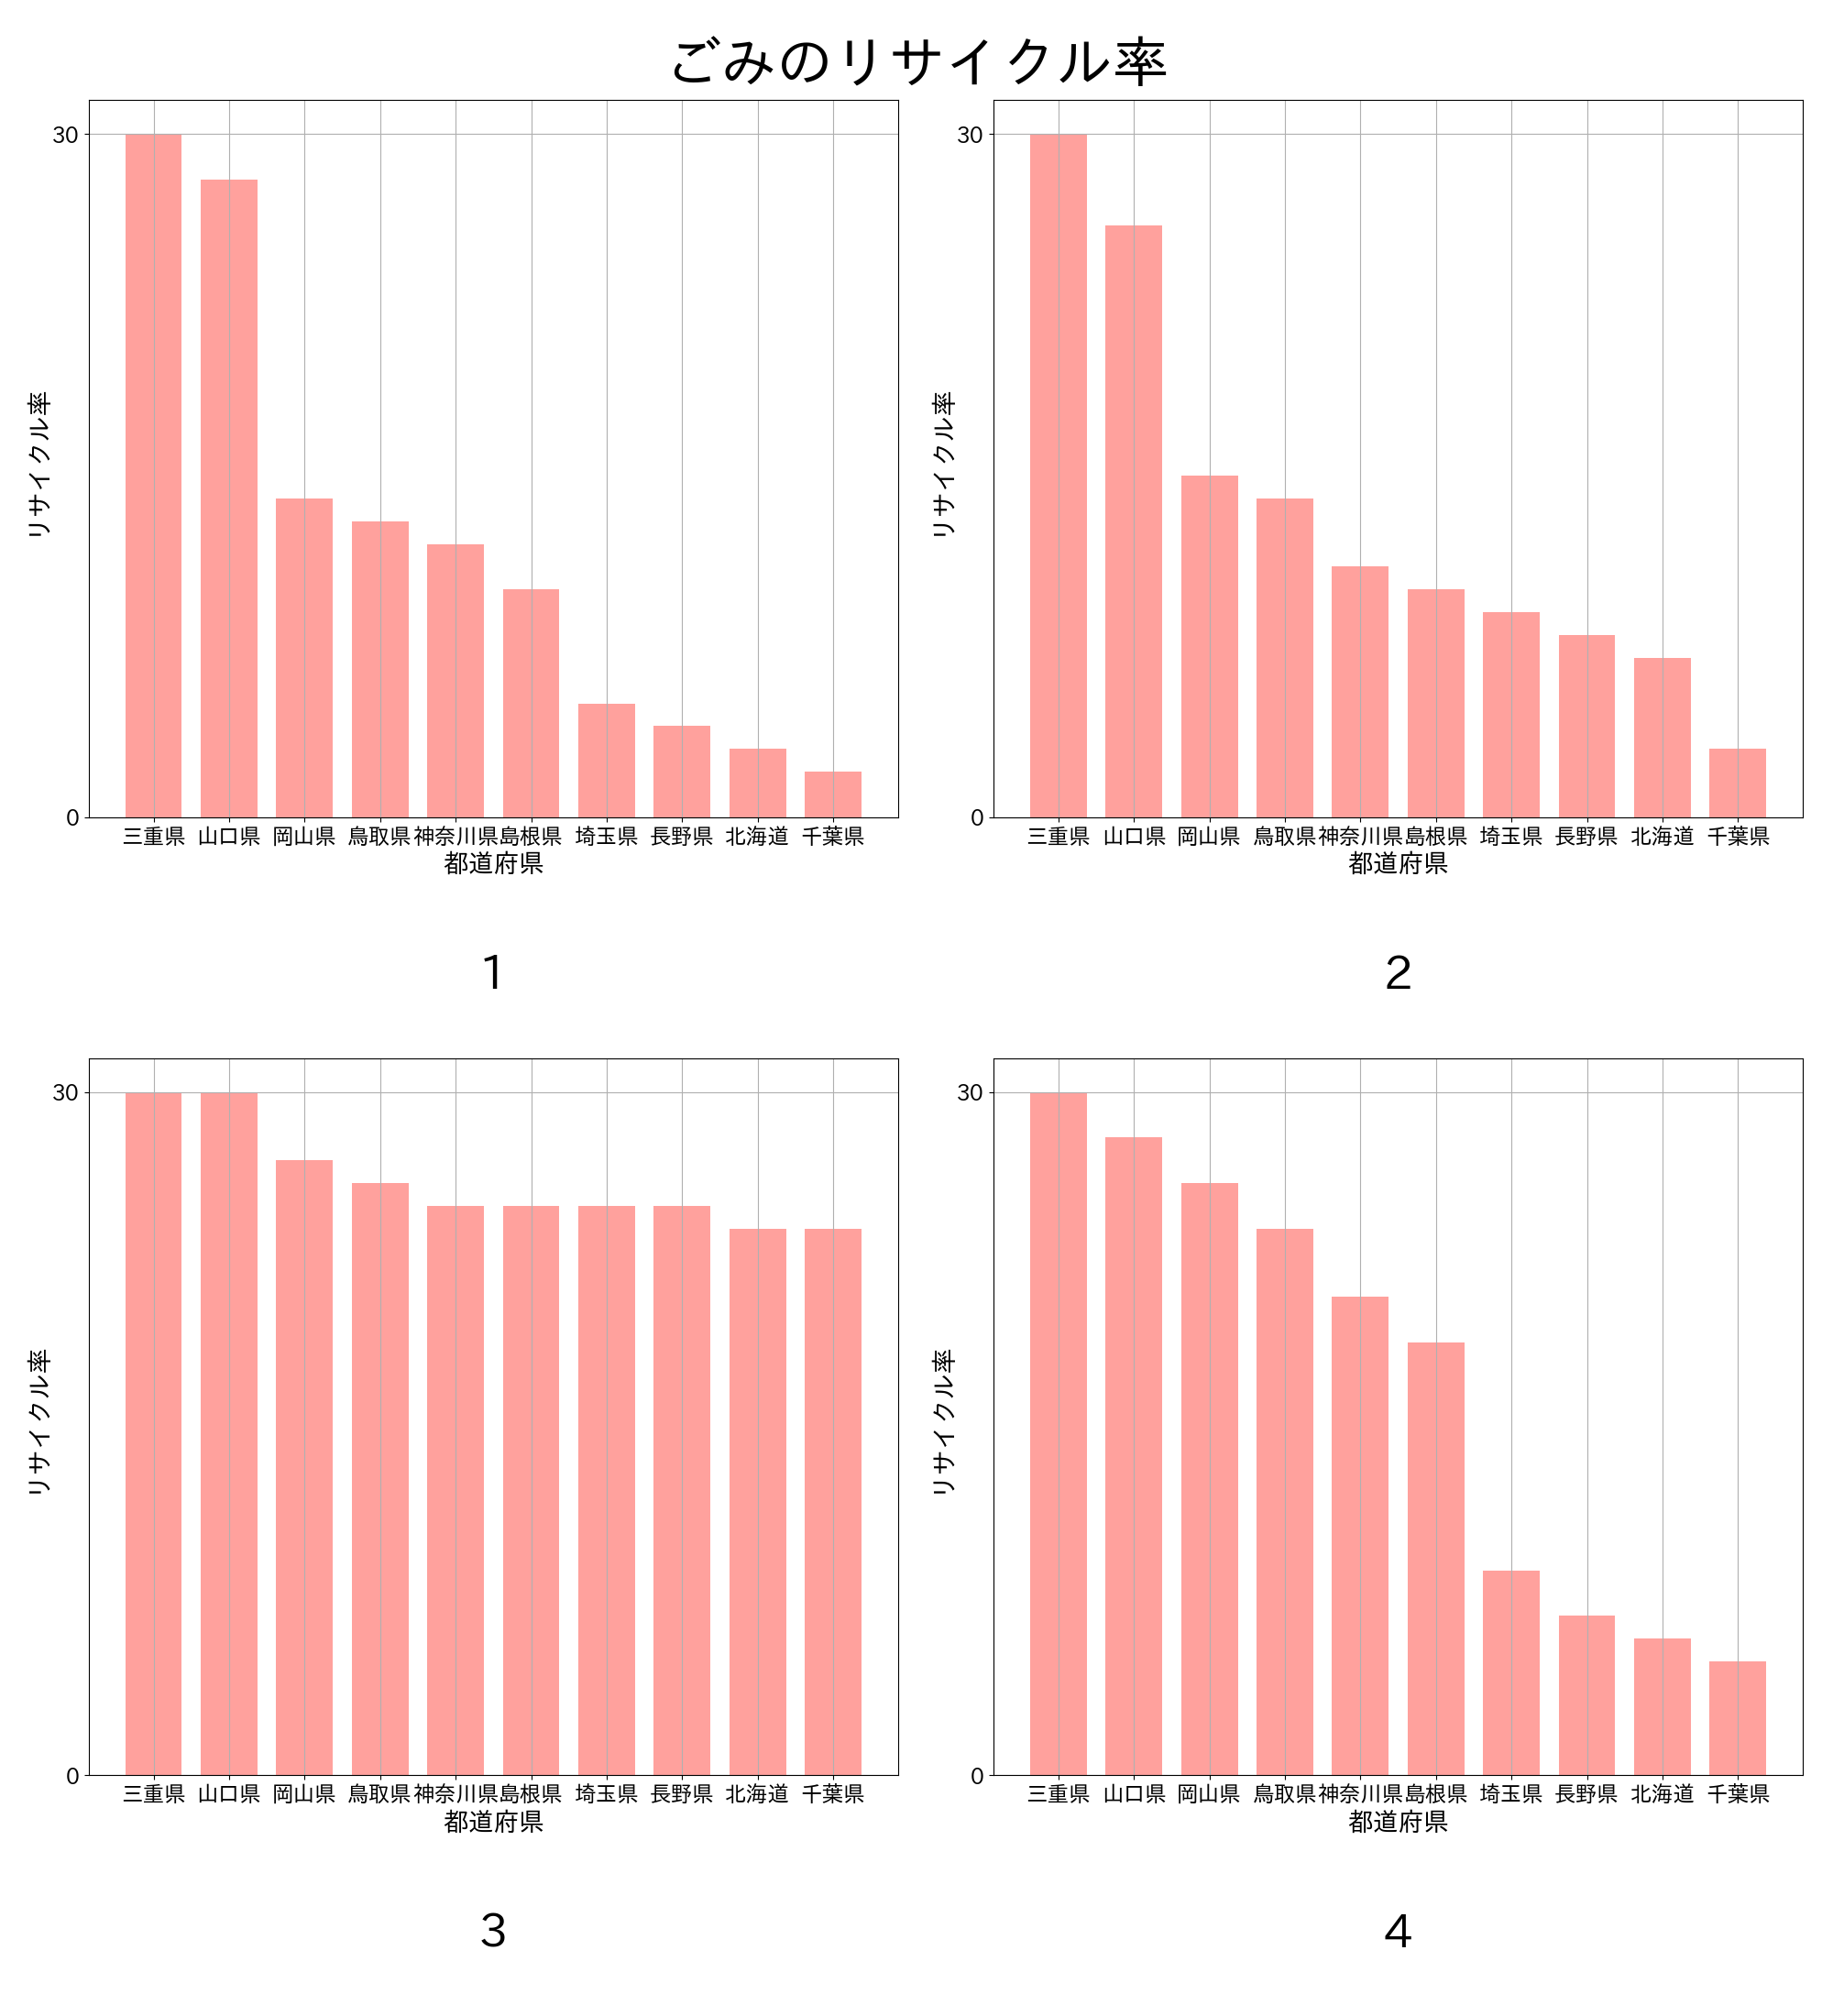 ごみのリサイクル率
30
0
リサイクル率
三重県 山口県 岡山県 鳥取県 神奈川県 島根県 埼玉県 長野県 北海道 千葉県
都道府県
1
30
0
リサイクル率
三重県 山口県 岡山県 鳥取県 神奈川県 島根県 埼玉県 長野県 北海道 千葉県
都道府県
2
30
0
リサイクル率
三重県 山口県 岡山県 鳥取県 神奈川県 島根県 埼玉県 長野県 北海道 千葉県
都道府県
3
30
0
リサイクル率
三重県 山口県 岡山県 鳥取県 神奈川県 島根県 埼玉県 長野県 北海道 千葉県
都道府県
4